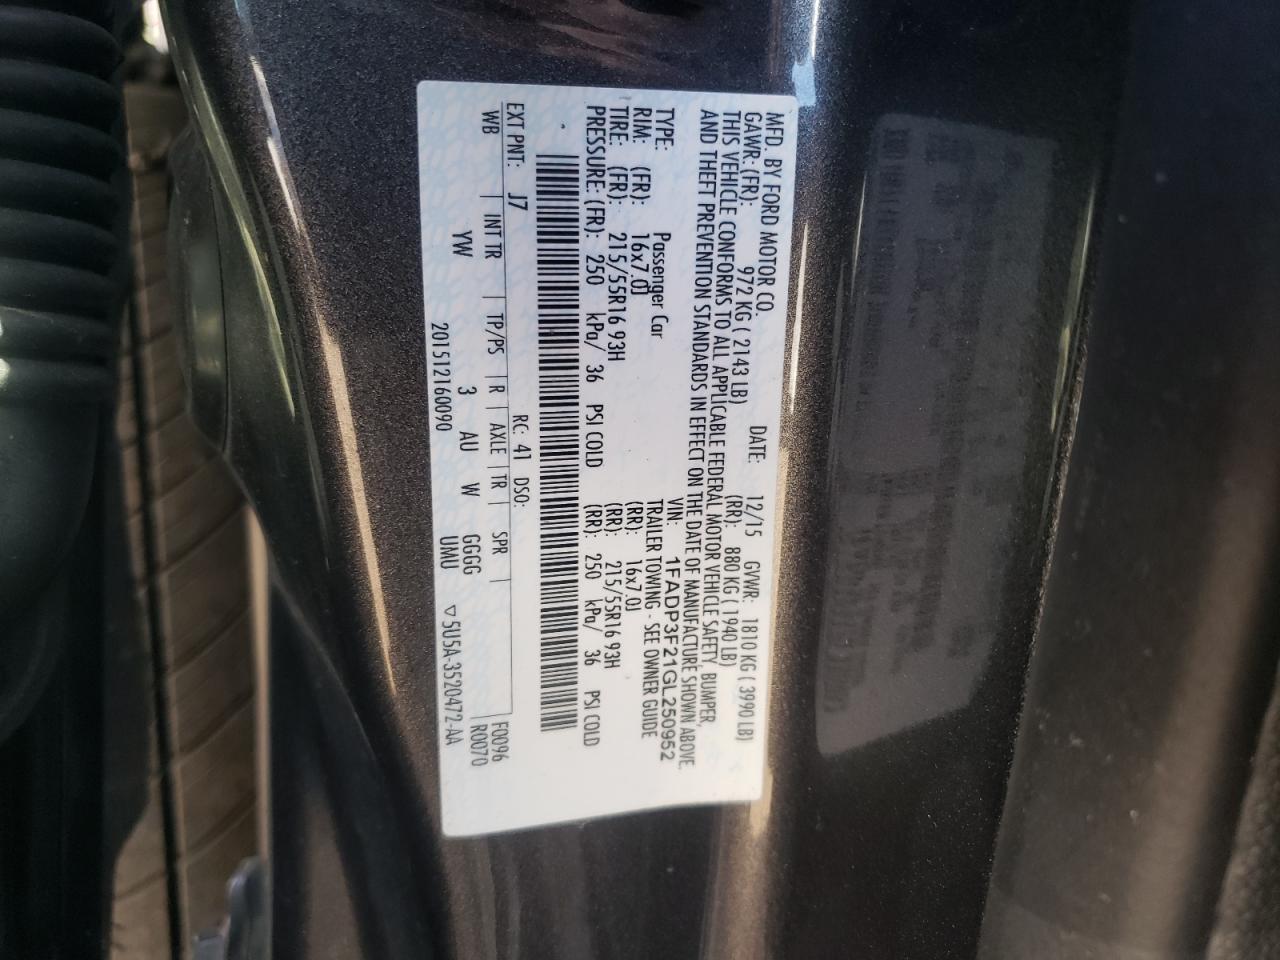 MFD. BY FORD MOTOR CO.
DATE: 12/15 GVWR: 1810 KG ( 3990 LB)
GAWR: (FR): 972 KG ( 2143 LB) (RR): 880 KG ( 1940 LB)
THIS VEHICLE CONFORMS TO ALL APPLICABLE FEDERAL MOTOR VEHICLE SAFETY, BUMPER,
AND THEFT PREVENTION STANDARDS IN EFFECT ON THE DATE OF MANUFACTURE SHOWN ABOVE.
VIN: 1FADP3F21GL250952
TYPE: Passenger Car TRAILER TOWING - SEE OWNER GUIDE
RIM: (FR): 16x7.0J (RR): 16x7.0J
TIRE: (FR): 215/55R16 93H (RR): 215/55R16 93H
PRESSURE: (FR): 250 kPa/ 36 PSI COLD (RR): 250 kPa/ 36 PSI COLD
EXT PNT: J7 RC: 41 DSO: F0096
WB INT TR TP/PS R AXLE TR SPR R0070
YW 3 AU W GGGG
201512160090 UMU ▽5U5A-3520472-AA